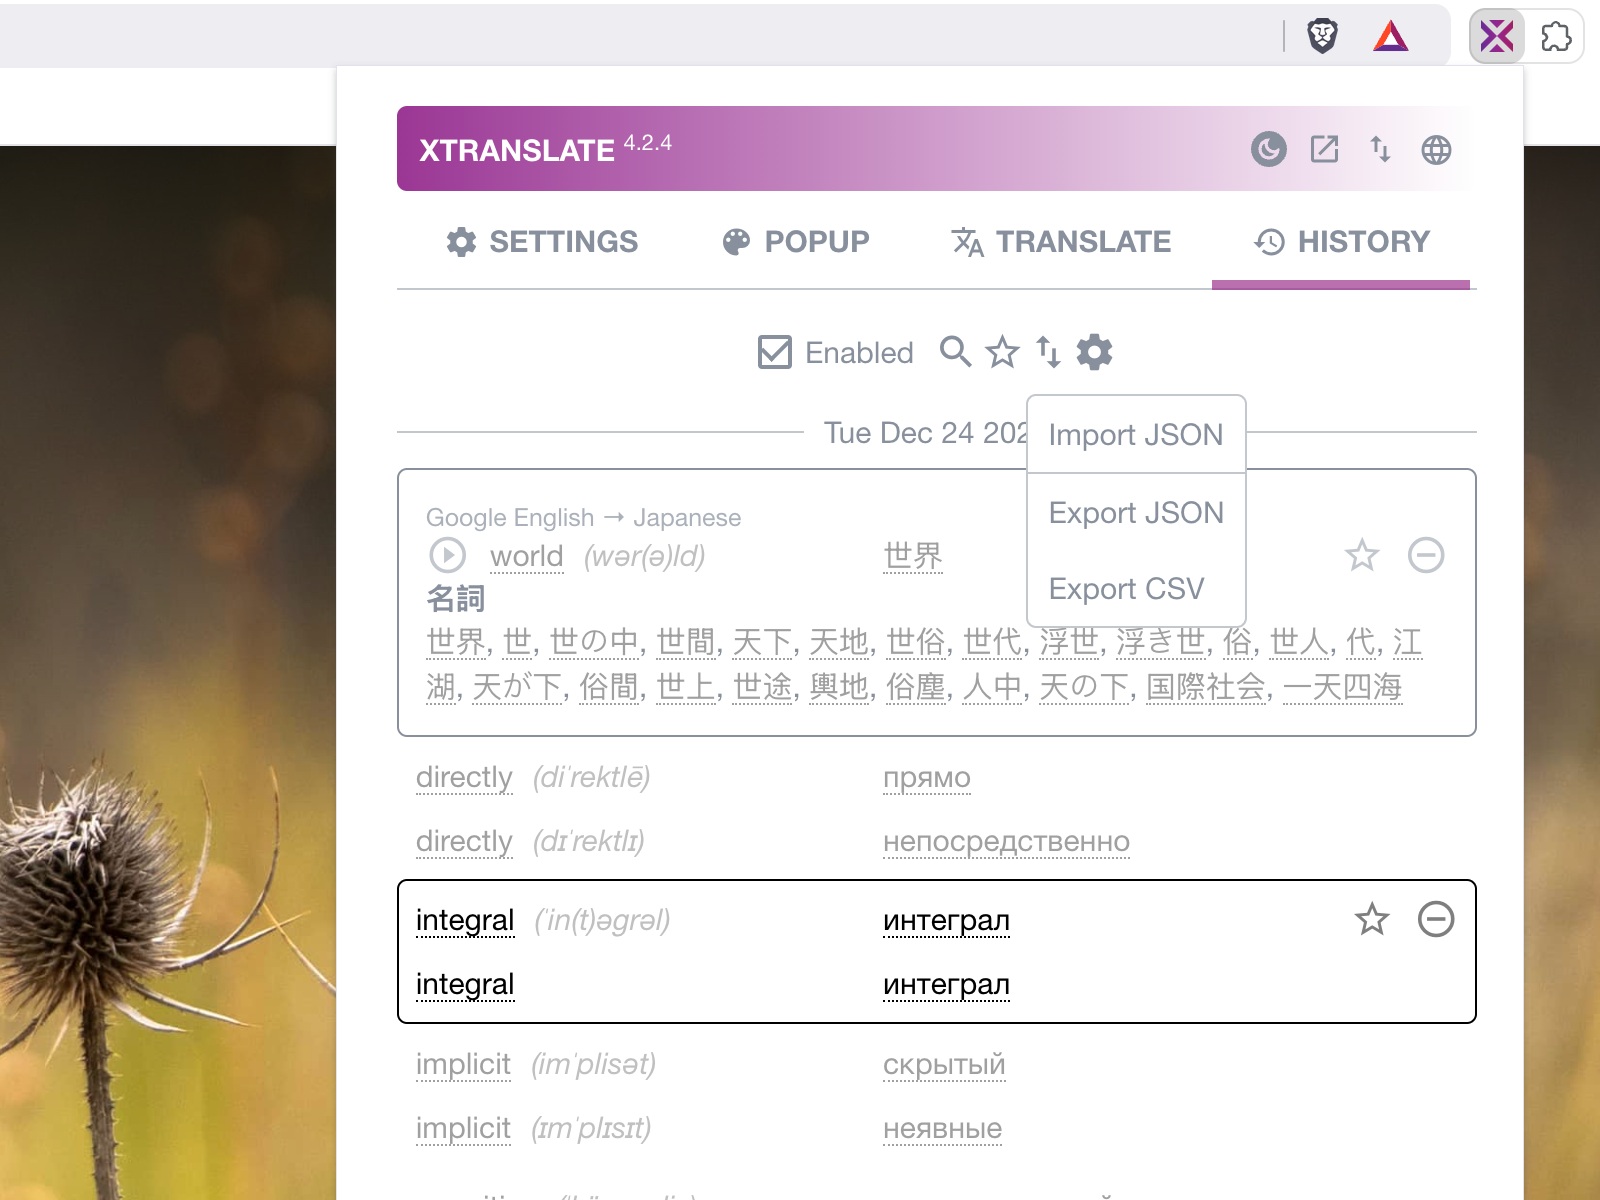 XTRANSLATE 4.2.4
SETTINGS POPUP TRANSLATE HISTORY
Enabled
Tue Dec 24
Import JSON
Export JSON
Export CSV
Google English → Japanese
world (wər(ə)ld) 世界
名詞
世界, 世, 世の中, 世間, 天下, 天地, 世俗, 世代, 浮世, 浮き世, 俗, 世人, 代, 江
湖, 天が下, 俗間, 世上, 世途, 輿地, 俗塵, 人中, 天の下, 国際社会, 一天四海
directly (diˈrektlē) прямо
directly (dɪˈrektlɪ) непосредственно
integral (ˈin(t)əɡrəl) интеграл
integral интеграл
implicit (imˈplisət) скрытый
implicit (ɪmˈplɪsɪt) неявные